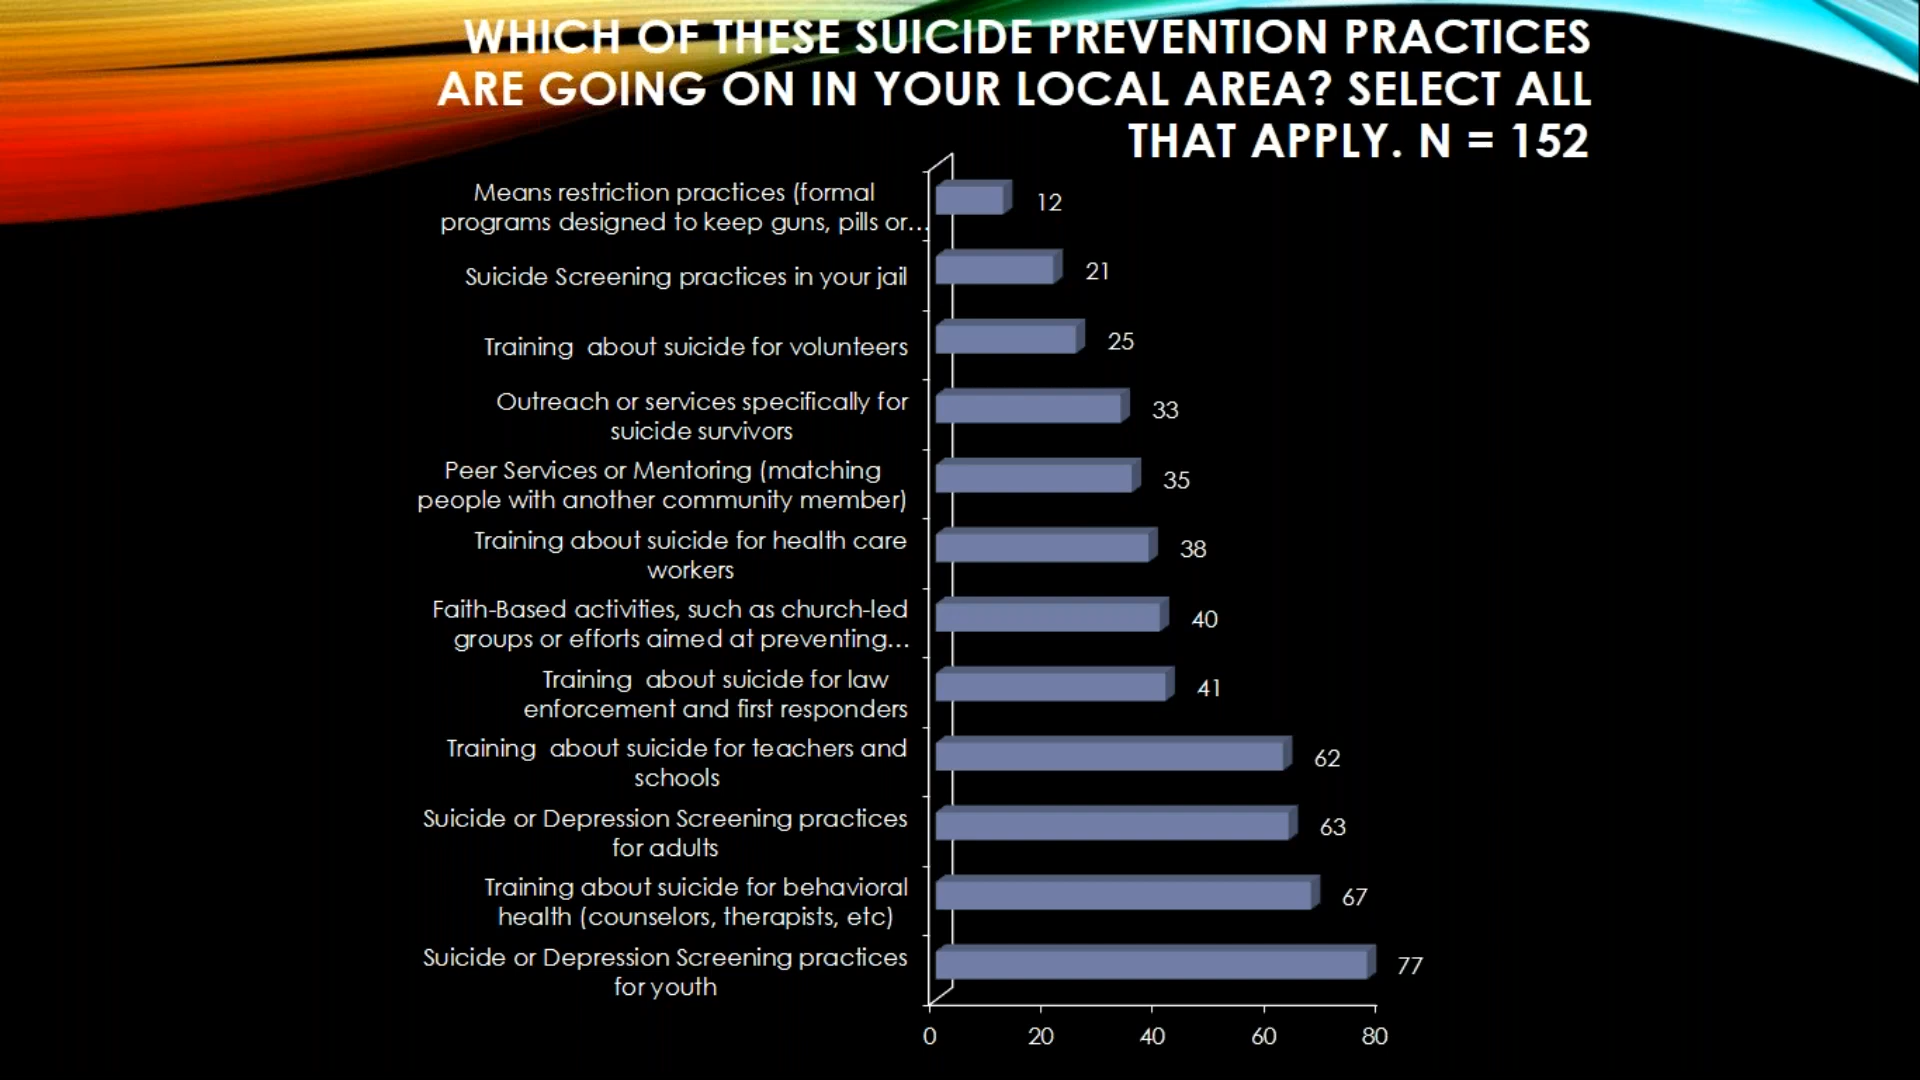 WHICH OF THESE SUICIDE PREVENTION PRACTICES
ARE GOING ON IN YOUR LOCAL AREA? SELECT ALL
THAT APPLY. N = 152
Means restriction practices (formal
programs designed to keep guns, pills or...
12
Suicide Screening practices in your jail
21
Training about suicide for volunteers
25
Outreach or services specifically for
suicide survivors
33
Peer Services or Mentoring (matching
people with another community member)
35
Training about suicide for health care
workers
38
Faith-Based activities, such as church-led
groups or efforts aimed at preventing...
40
Training about suicide for law
enforcement and first responders
41
Training about suicide for teachers and
schools
62
Suicide or Depression Screening practices
for adults
63
Training about suicide for behavioral
health (counselors, therapists, etc)
67
Suicide or Depression Screening practices
for youth
77
0 20 40 60 80